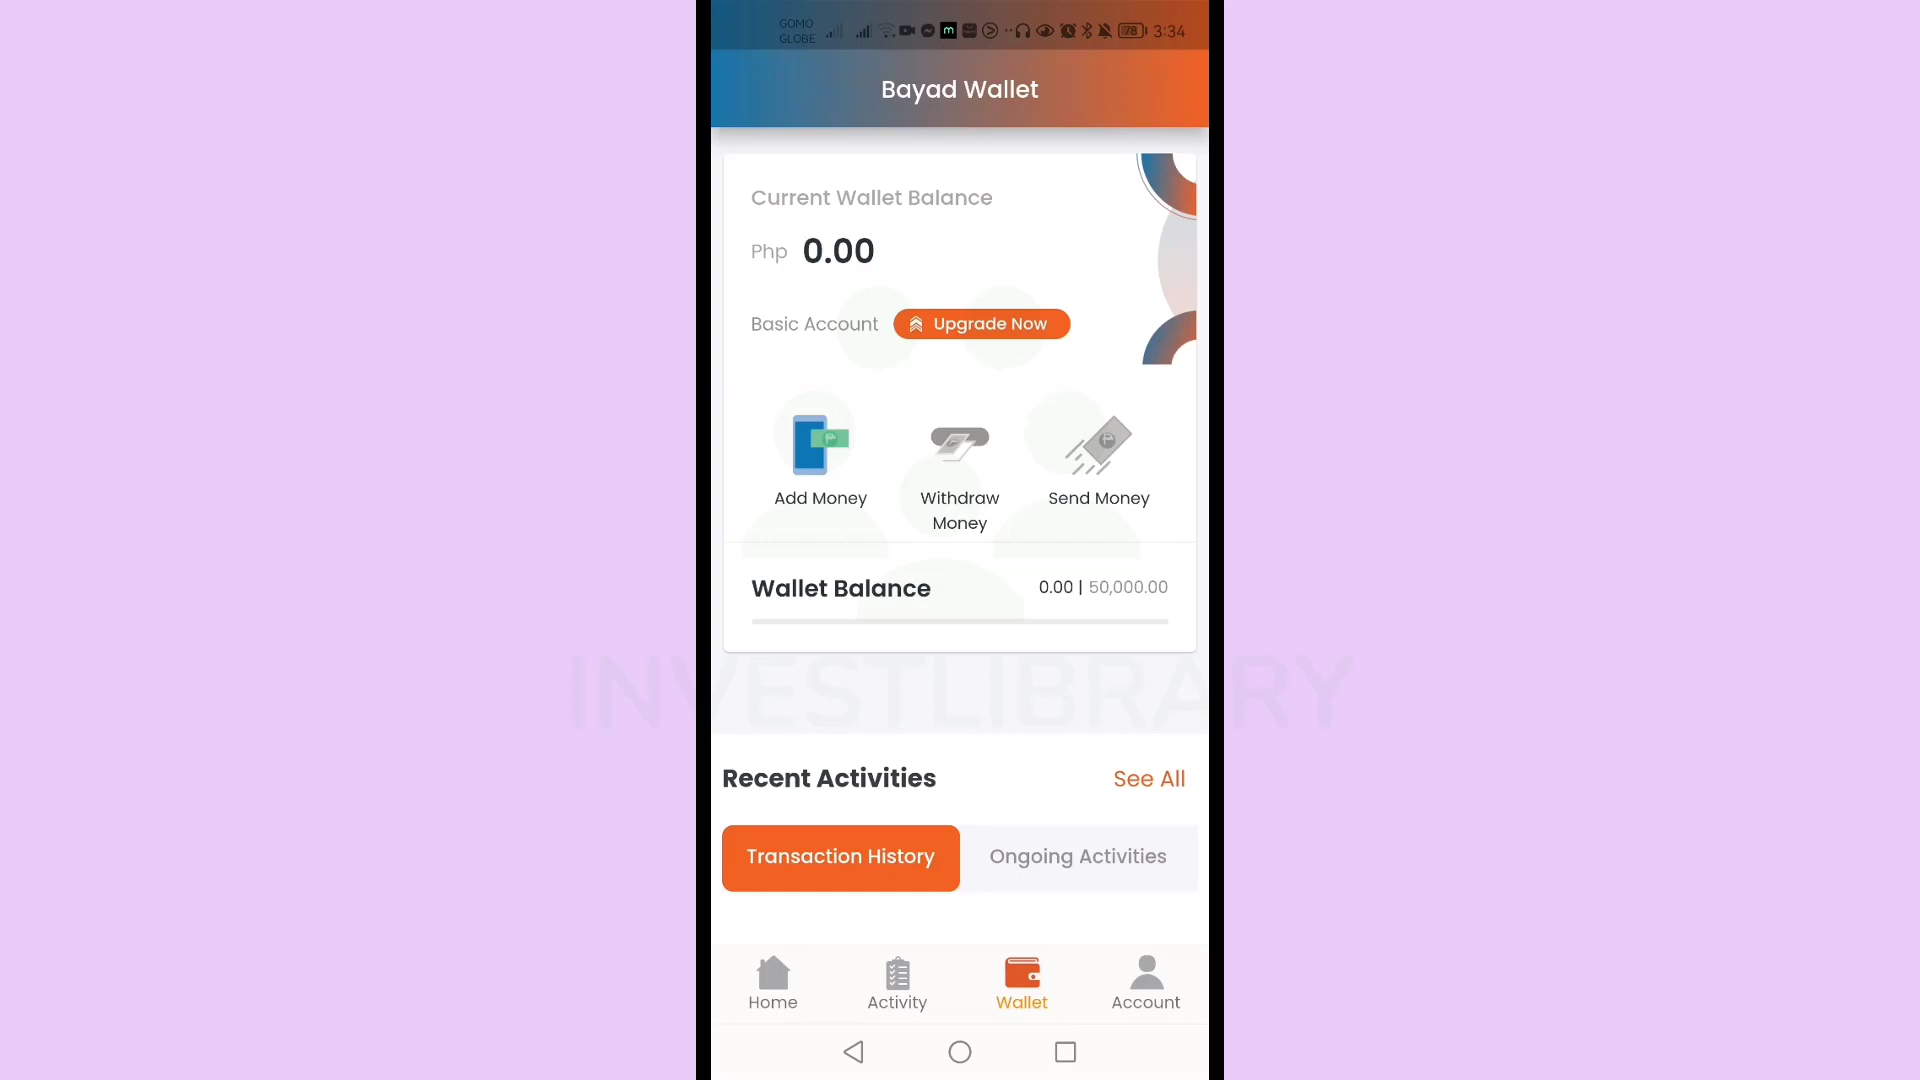 GOMO
GLOBE
78
3:34
Bayad Wallet
Current Wallet Balance
Php 0.00
Basic Account
Upgrade Now
Add Money
Withdraw
Money
Send Money
Wallet Balance
0.00 | 50,000.00
INVESTLIBRARY
Recent Activities
See All
Transaction History
Ongoing Activities
Home
Activity
Wallet
Account